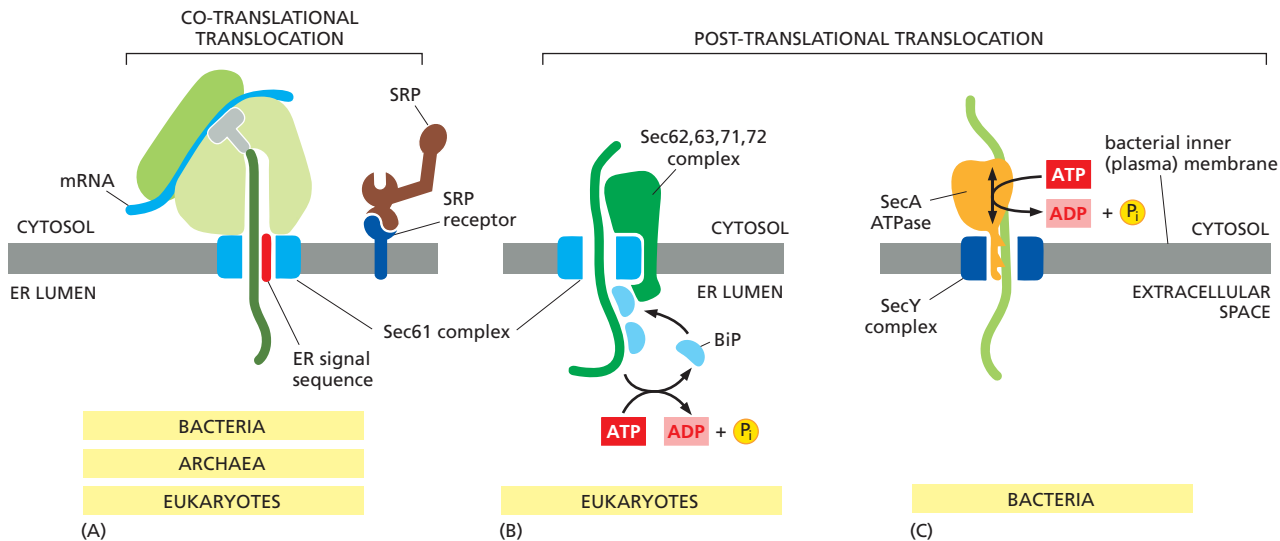 CO-TRANSLATIONAL
TRANSLOCATION
POST-TRANSLATIONAL TRANSLOCATION
SRP
mRNA
SRP
receptor
CYTOSOL
ER LUMEN
Sec61 complex
ER signal
sequence
BACTERIA
ARCHAEA
EUKARYOTES
(A)
Sec62,63,71,72
complex
CYTOSOL
ER LUMEN
BiP
ATP
ADP + Pi
EUKARYOTES
(B)
bacterial inner
(plasma) membrane
SecA
ATPase
ATP
ADP + Pi
CYTOSOL
SecY
complex
EXTRACELLULAR
SPACE
BACTERIA
(C)